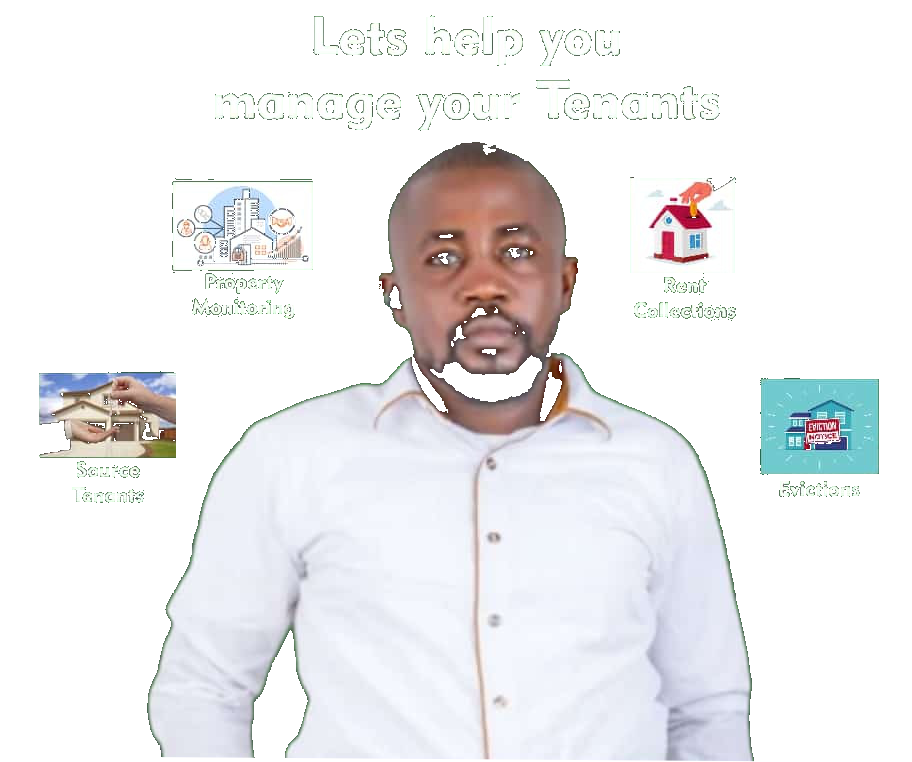 Lets help you
manage your Tenants
Property
Monitoring
Rent
Collections
Source
Tenants
EVICTION
NOTICE
Evictions